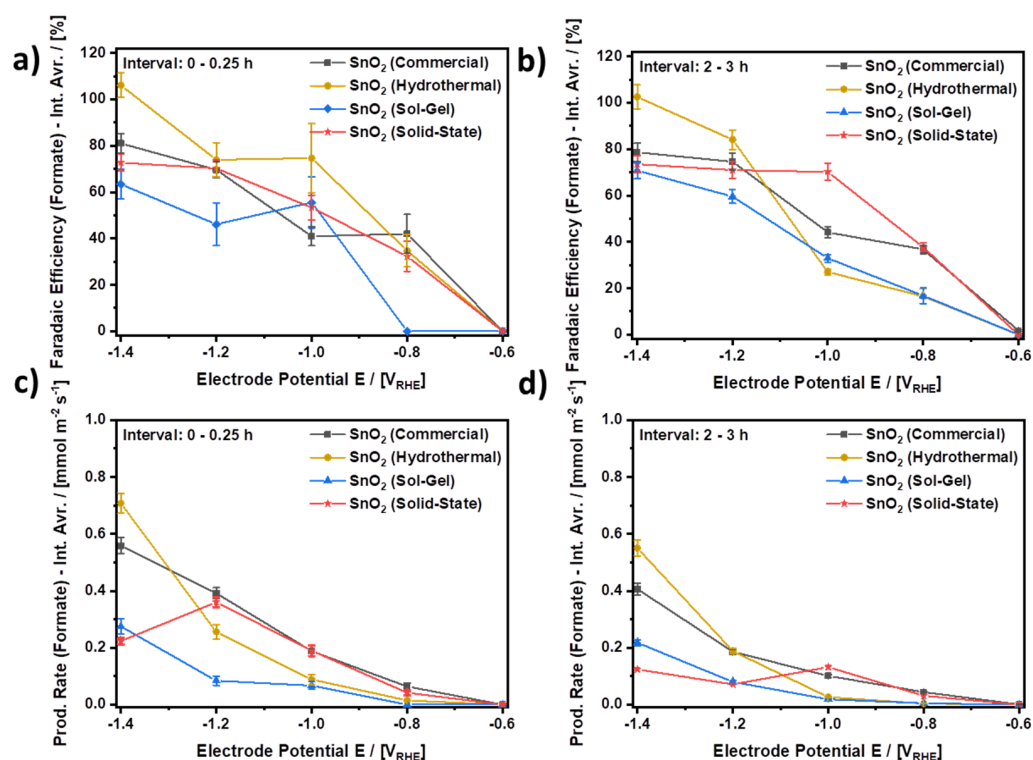 a)
Faradaic Efficiency (Formate) - Int. Avr. / [%]
120
100
80
60
40
20
0
Interval: 0 - 0.25 h
SnO2 (Commercial)
SnO2 (Hydrothermal)
SnO2 (Sol-Gel)
SnO2 (Solid-State)
-1.4 -1.2 -1.0 -0.8 -0.6
Electrode Potential E / [VRHE]
b)
Faradaic Efficiency (Formate) - Int. Avr. / [%]
120
100
80
60
40
20
0
Interval: 2 - 3 h
SnO2 (Commercial)
SnO2 (Hydrothermal)
SnO2 (Sol-Gel)
SnO2 (Solid-State)
-1.4 -1.2 -1.0 -0.8 -0.6
Electrode Potential E / [VRHE]
c)
Prod. Rate (Formate) - Int. Avr. / [mmol m-2 s-1]
1.0
0.8
0.6
0.4
0.2
0.0
Interval: 0 - 0.25 h
SnO2 (Commercial)
SnO2 (Hydrothermal)
SnO2 (Sol-Gel)
SnO2 (Solid-State)
-1.4 -1.2 -1.0 -0.8 -0.6
Electrode Potential E / [VRHE]
d)
Prod. Rate (Formate) - Int. Avr. / [mmol m-2 s-1]
1.0
0.8
0.6
0.4
0.2
0.0
Interval: 2 - 3 h
SnO2 (Commercial)
SnO2 (Hydrothermal)
SnO2 (Sol-Gel)
SnO2 (Solid-State)
-1.4 -1.2 -1.0 -0.8 -0.6
Electrode Potential E / [VRHE]